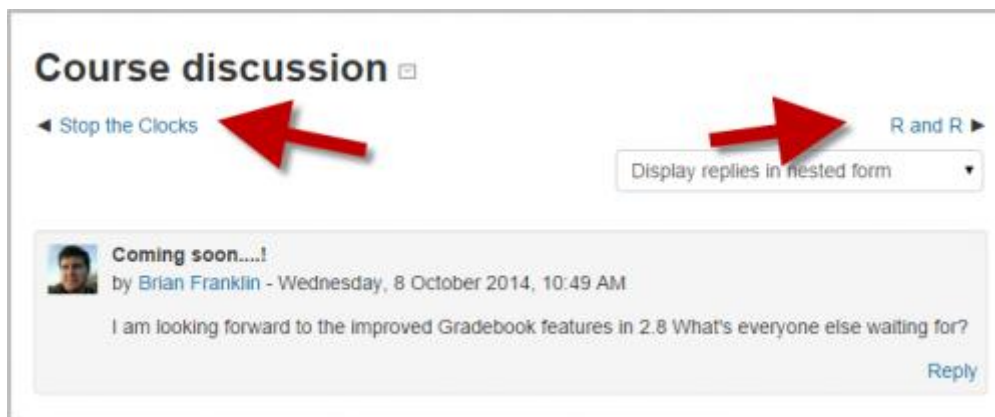 Course discussion
◄ Stop the Clocks
R and R ►
Display replies in nested form
Coming soon....!
by Brian Franklin - Wednesday, 8 October 2014, 10:49 AM
I am looking forward to the improved Gradebook features in 2.8 What's everyone else waiting for?
Reply